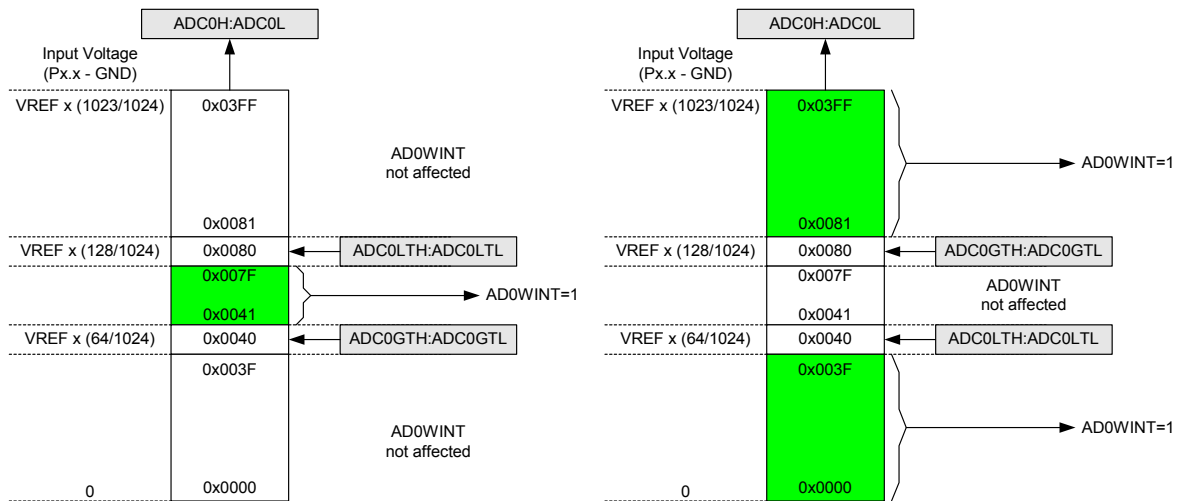 ADC0H:ADC0L
Input Voltage
(Px.x - GND)
VREF x (1023/1024)
0x03FF
AD0WINT
not affected
0x0081
VREF x (128/1024)
0x0080
ADC0LTH:ADC0LTL
0x007F
AD0WINT=1
0x0041
VREF x (64/1024)
0x0040
ADC0GTH:ADC0GTL
0x003F
AD0WINT
not affected
0
0x0000
ADC0H:ADC0L
Input Voltage
(Px.x - GND)
VREF x (1023/1024)
0x03FF
AD0WINT=1
0x0081
VREF x (128/1024)
0x0080
ADC0GTH:ADC0GTL
0x007F
AD0WINT
not affected
0x0041
VREF x (64/1024)
0x0040
ADC0LTH:ADC0LTL
0x003F
AD0WINT=1
0
0x0000